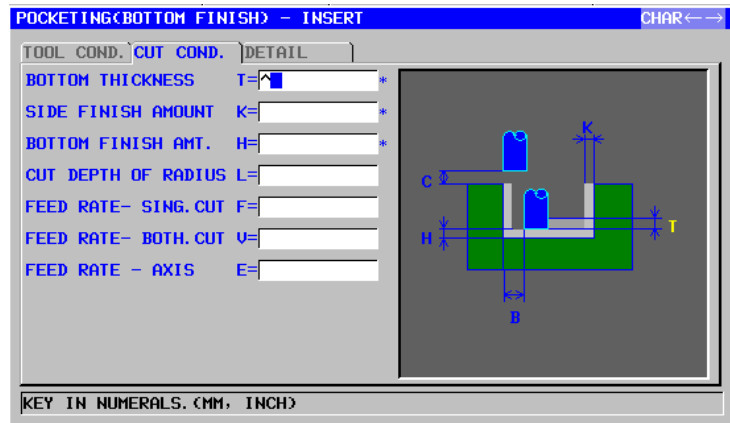 POCKETING(BOTTOM FINISH) - INSERT CHAR←→
TOOL COND. CUT COND. DETAIL
BOTTOM THICKNESS T=^ *
SIDE FINISH AMOUNT K= *
BOTTOM FINISH AMT. H= *
CUT DEPTH OF RADIUS L=
FEED RATE- SING.CUT F=
FEED RATE- BOTH.CUT V=
FEED RATE - AXIS E=
K
C
T
H
B
KEY IN NUMERALS.(MM, INCH)